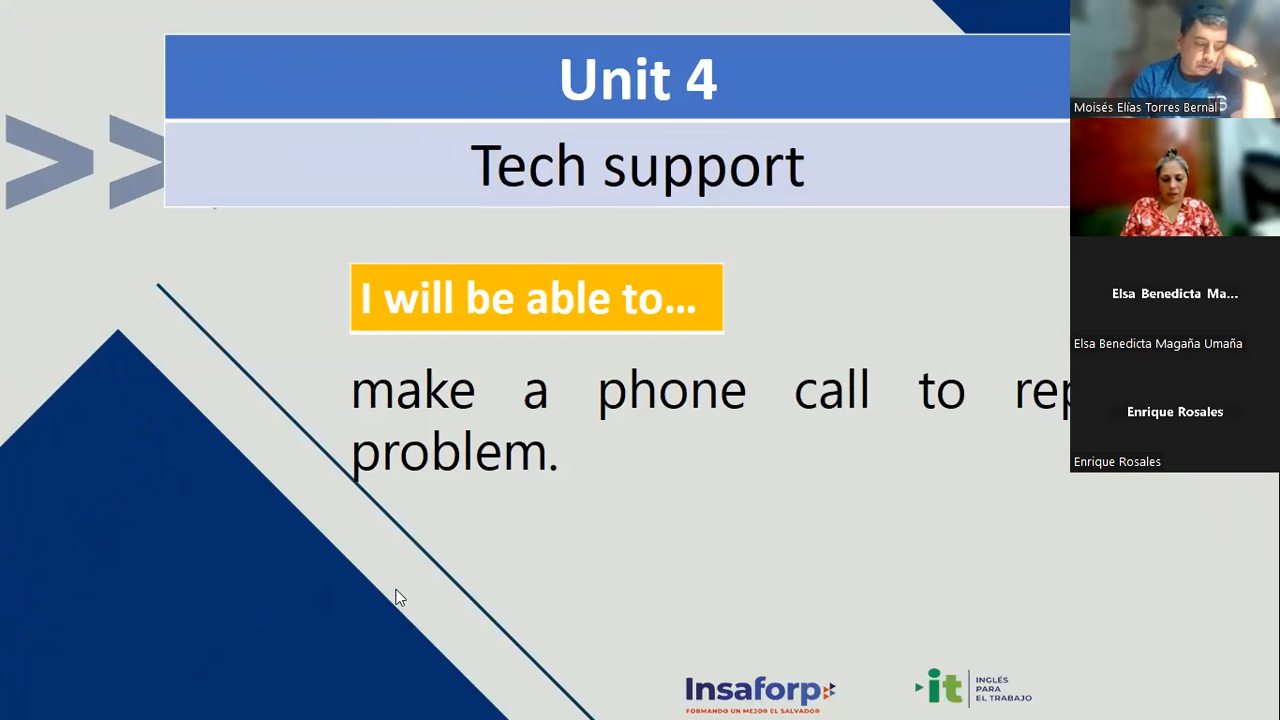 Unit 4
Tech support
I will be able to...
make a phone call to rep
problem.
Insaforp
FORMANDO UN MEJOR EL SALVADOR
it
INGLÉS
PARA
EL TRABAJO
Moisés Elías Torres Bernal
Elsa Benedicta Ma...
Elsa Benedicta Magaña Umaña
Enrique Rosales
Enrique Rosales